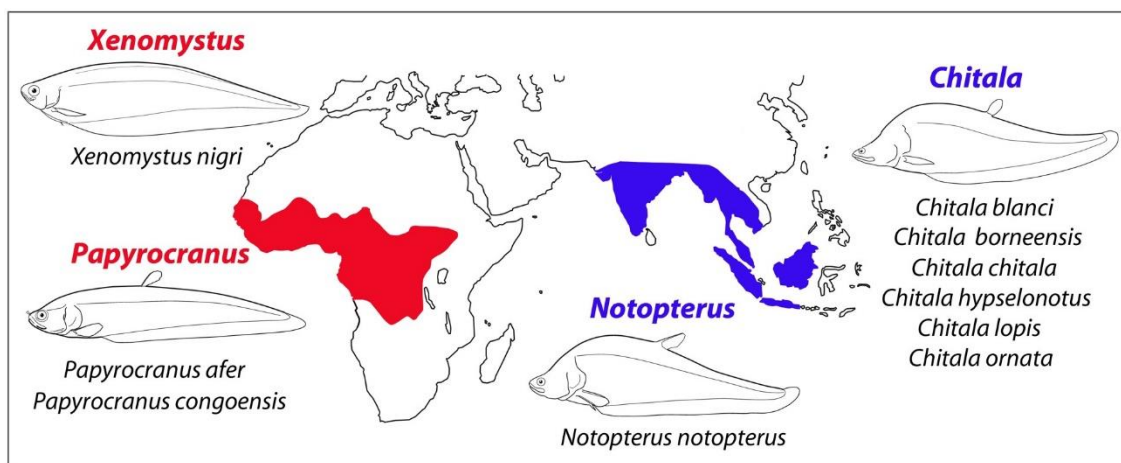 Xenomystus
Xenomystus nigri
Papyrocranus
Papyrocranus afer
Papyrocranus congoensis
Notopterus
Notopterus notopterus
Chitala
Chitala blanci
Chitala borneensis
Chitala chitala
Chitala hypselonotus
Chitala lopis
Chitala ornata